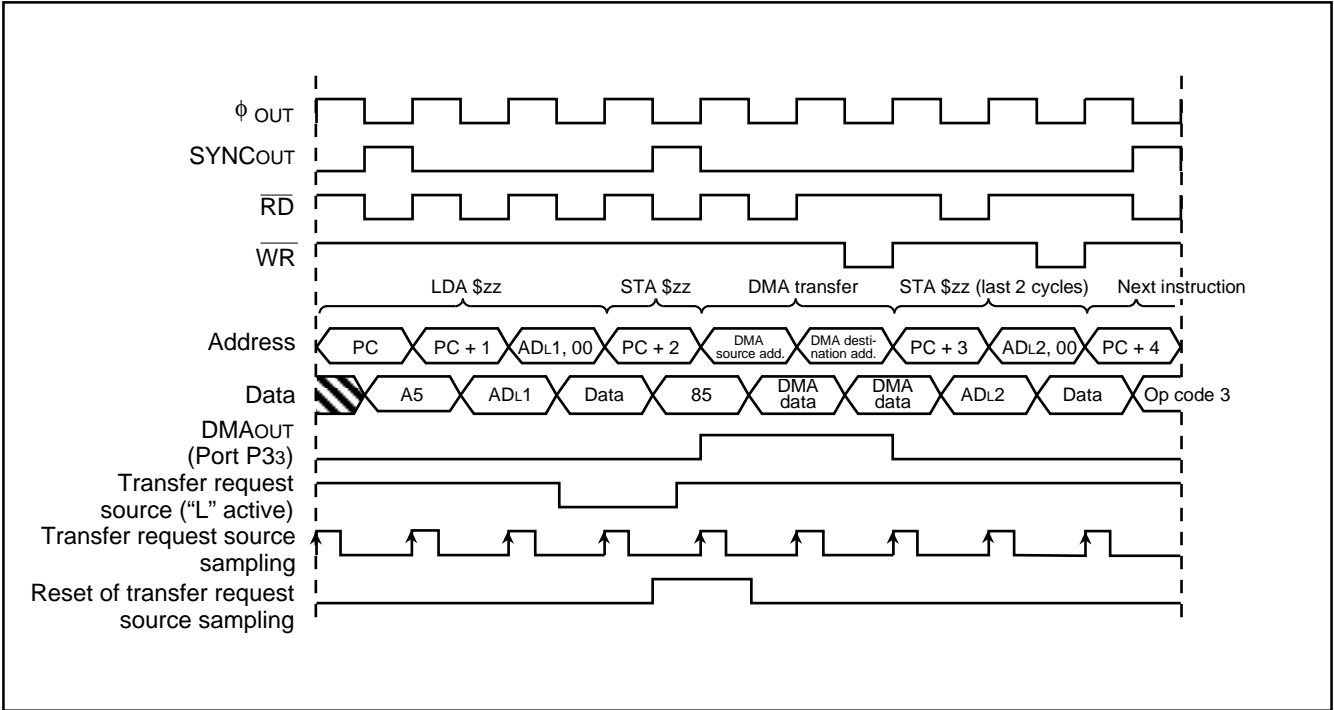 ϕ OUT
SYNCOUT
RD
WR
LDA $zz STA $zz DMA transfer STA $zz (last 2 cycles) Next instruction
Address PC PC + 1 ADL1, 00 PC + 2 DMA source add. DMA desti-nation add. PC + 3 ADL2, 00 PC + 4
Data A5 ADL1 Data 85 DMA data DMA data ADL2 Data Op code 3
DMAOUT
(Port P33)
Transfer request
source (“L” active)
Transfer request source
sampling
Reset of transfer request
source sampling